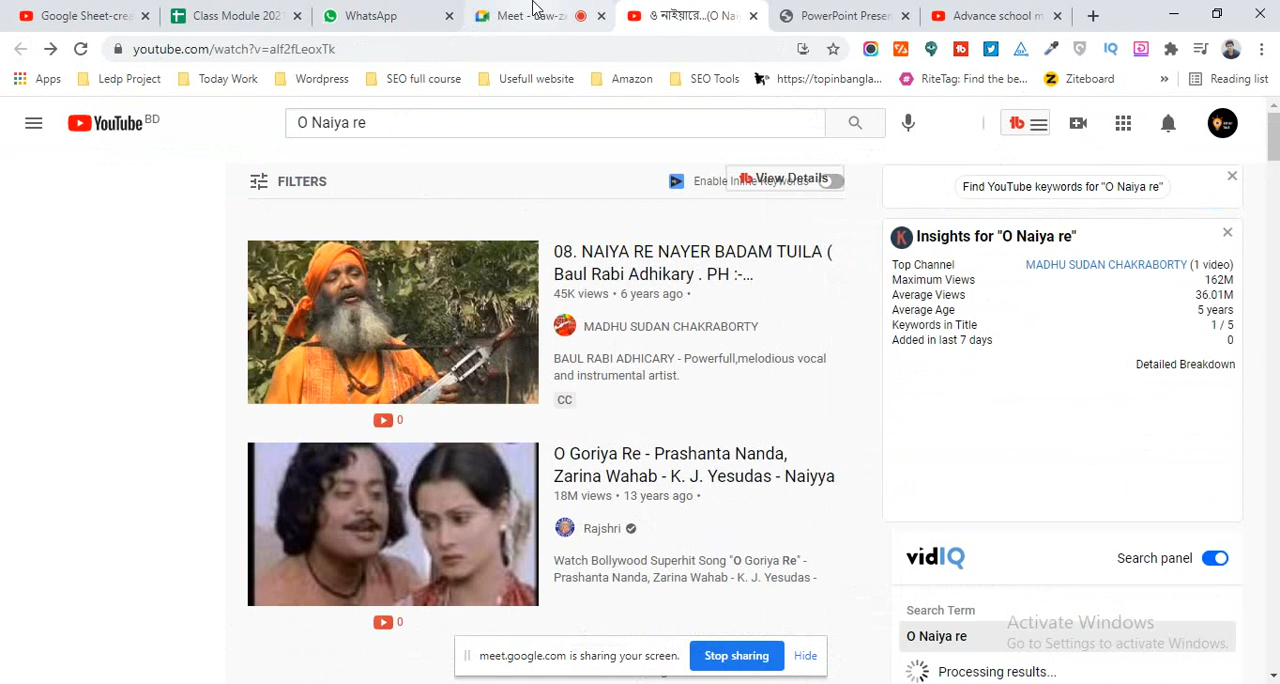 Google Sheet-crea
Class Module 2021
WhatsApp
Meet -
ও নাইয়ারে...(O Na
PowerPoint Presen
Advance school m
youtube.com/watch?v=aIf2fLeoxTk
Apps
Ledp Project
Today Work
Wordpress
SEO full course
Usefull website
Amazon
SEO Tools
https://topinbangla...
RiteTag: Find the be...
Ziteboard
»
Reading list
YouTube BD
O Naiya re
FILTERS
View Details
Find YouTube keywords for "O Naiya re"
Insights for "O Naiya re"
Top Channel MADHU SUDAN CHAKRABORTY (1 video)
Maximum Views 162M
Average Views 36.01M
Average Age 5 years
Keywords in Title 1 / 5
Added in last 7 days 0
Detailed Breakdown
08. NAIYA RE NAYER BADAM TUILA (
Baul Rabi Adhikary . PH :-...
45K views • 6 years ago •
MADHU SUDAN CHAKRABORTY
BAUL RABI ADHICARY - Powerfull,melodious vocal
and instrumental artist.
CC
0
O Goriya Re - Prashanta Nanda,
Zarina Wahab - K. J. Yesudas - Naiyya
18M views • 13 years ago •
Rajshri
Watch Bollywood Superhit Song "O Goriya Re" -
Prashanta Nanda, Zarina Wahab - K. J. Yesudas -
0
vidIQ
Search panel
Search Term
O Naiya re
Processing results...
Activate Windows
Go to Settings to activate Windows.
meet.google.com is sharing your screen.
Stop sharing
Hide